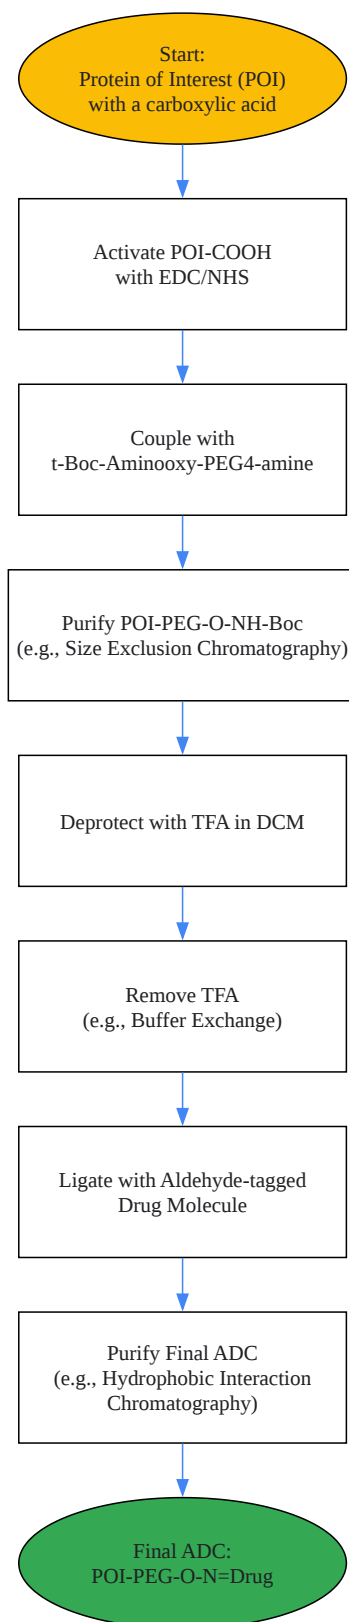 Start:
Protein of Interest (POI)
with a carboxylic acid
Activate POI-COOH
with EDC/NHS
Couple with
t-Boc-Aminooxy-PEG4-amine
Purify POI-PEG-O-NH-Boc
(e.g., Size Exclusion Chromatography)
Deprotect with TFA in DCM
Remove TFA
(e.g., Buffer Exchange)
Ligate with Aldehyde-tagged
Drug Molecule
Purify Final ADC
(e.g., Hydrophobic Interaction
Chromatography)
Final ADC:
POI-PEG-O-N=Drug